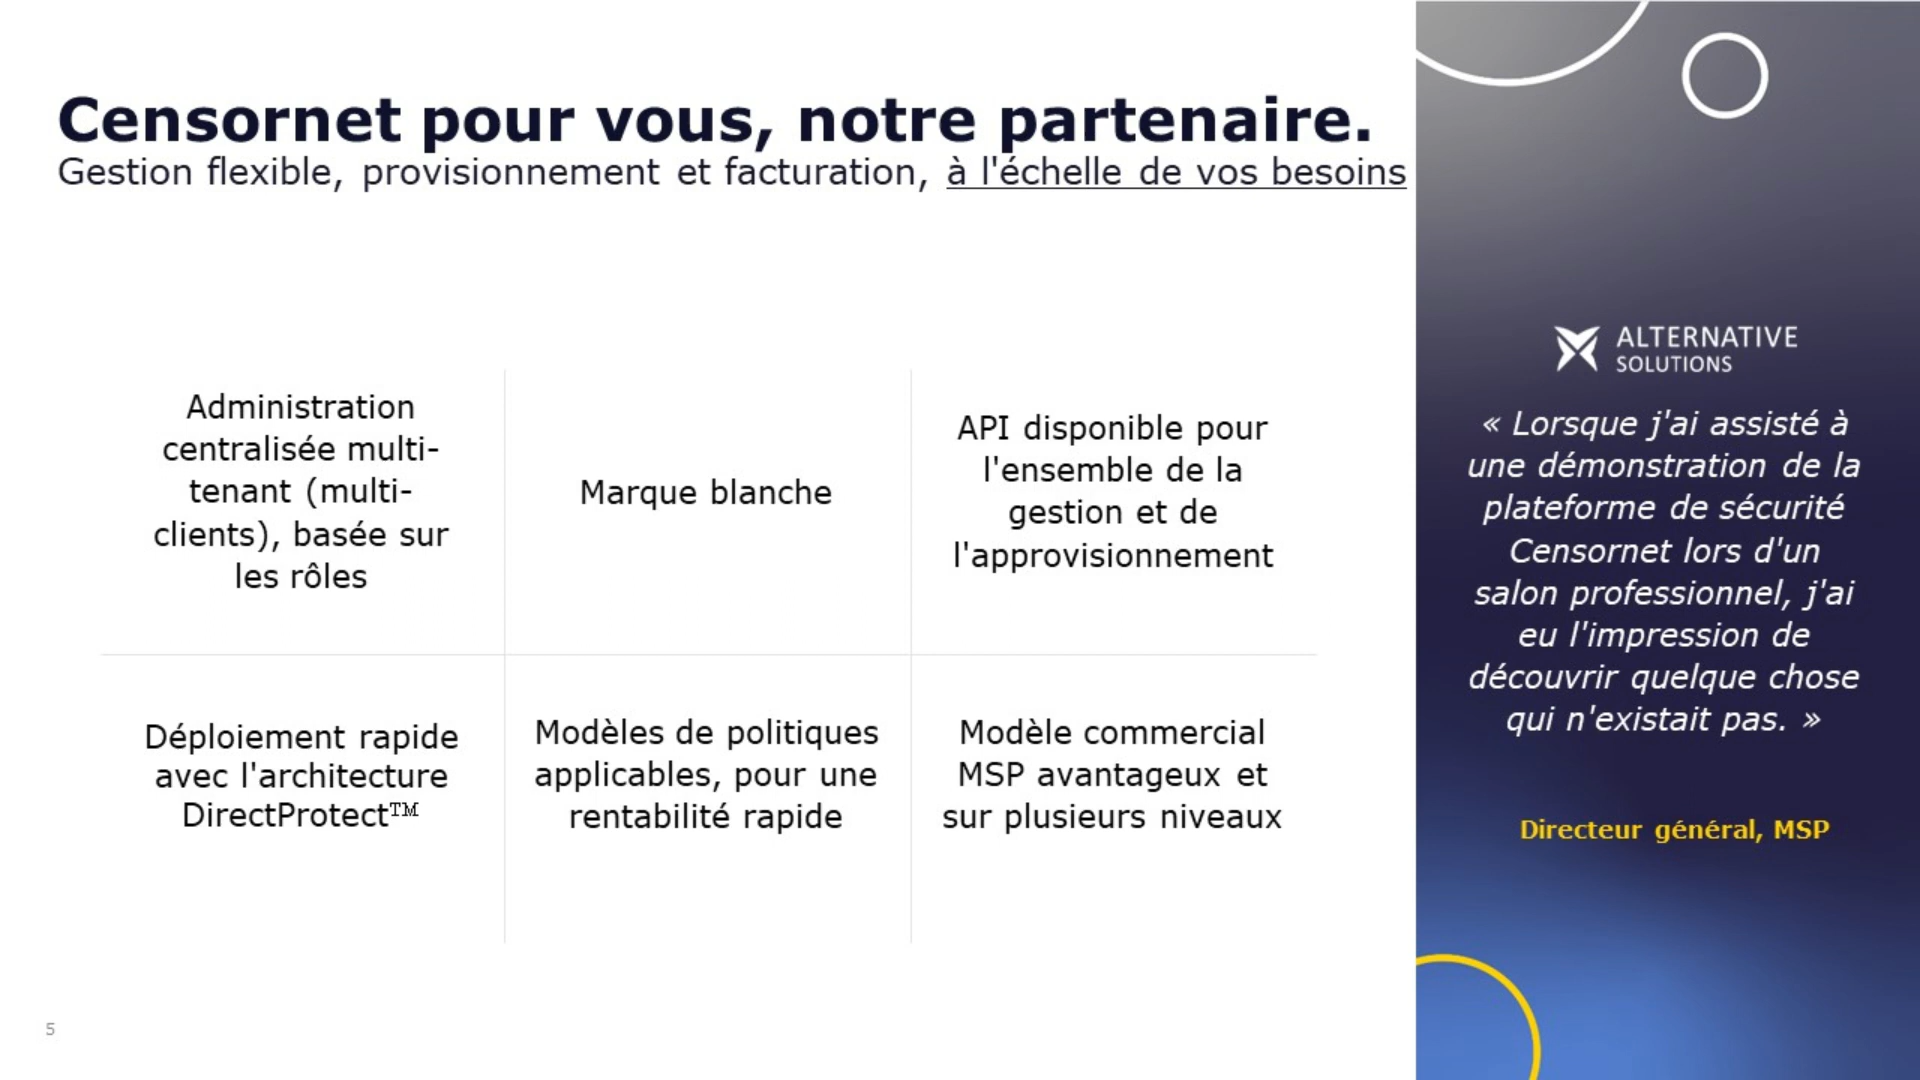 Censornet pour vous, notre partenaire.
Gestion flexible, provisionnement et facturation, à l'échelle de vos besoins
Administration
centralisée multi-
tenant (multi-
clients), basée sur
les rôles
Marque blanche
API disponible pour
l'ensemble de la
gestion et de
l'approvisionnement
Déploiement rapide
avec l'architecture
DirectProtect™
Modèles de politiques
applicables, pour une
rentabilité rapide
Modèle commercial
MSP avantageux et
sur plusieurs niveaux
ALTERNATIVE
SOLUTIONS
« Lorsque j'ai assisté à
une démonstration de la
plateforme de sécurité
Censornet lors d'un
salon professionnel, j'ai
eu l'impression de
découvrir quelque chose
qui n'existait pas. »
Directeur général, MSP
5